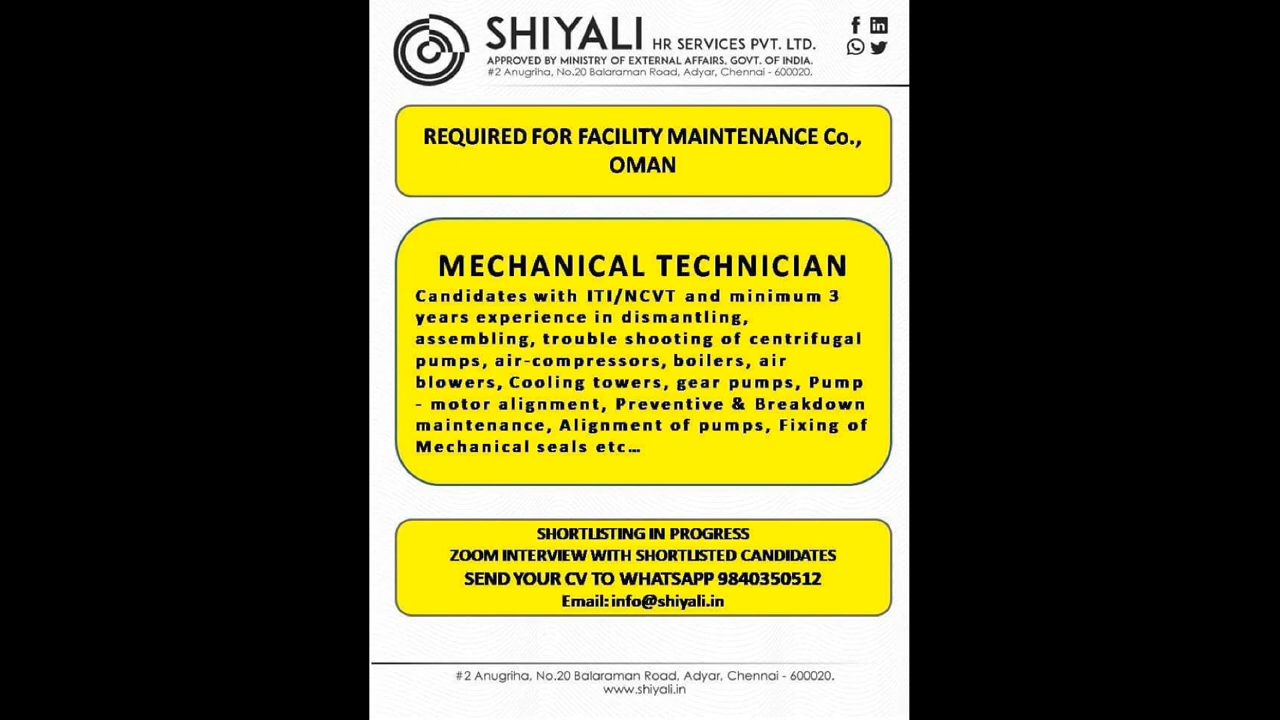 SHIYALI HR SERVICES PVT. LTD.
APPROVED BY MINISTRY OF EXTERNAL AFFAIRS, GOVT. OF INDIA.
#2 Anugriha, No.20 Balaraman Road, Adyar, Chennai - 600020.
REQUIRED FOR FACILITY MAINTENANCE Co.,
OMAN
MECHANICAL TECHNICIAN
Candidates with ITI/NCVT and minimum 3
years experience in dismantling,
assembling, trouble shooting of centrifugal
pumps, air-compressors, boilers, air
blowers, Cooling towers, gear pumps, Pump
- motor alignment, Preventive & Breakdown
maintenance, Alignment of pumps, Fixing of
Mechanical seals etc...
SHORTLISTING IN PROGRESS
ZOOM INTERVIEW WITH SHORTLISTED CANDIDATES
SEND YOUR CV TO WHATSAPP 9840350512
Email: info@shiyali.in
#2 Anugriha, No.20 Balaraman Road, Adyar, Chennai - 600020.
www.shiyali.in